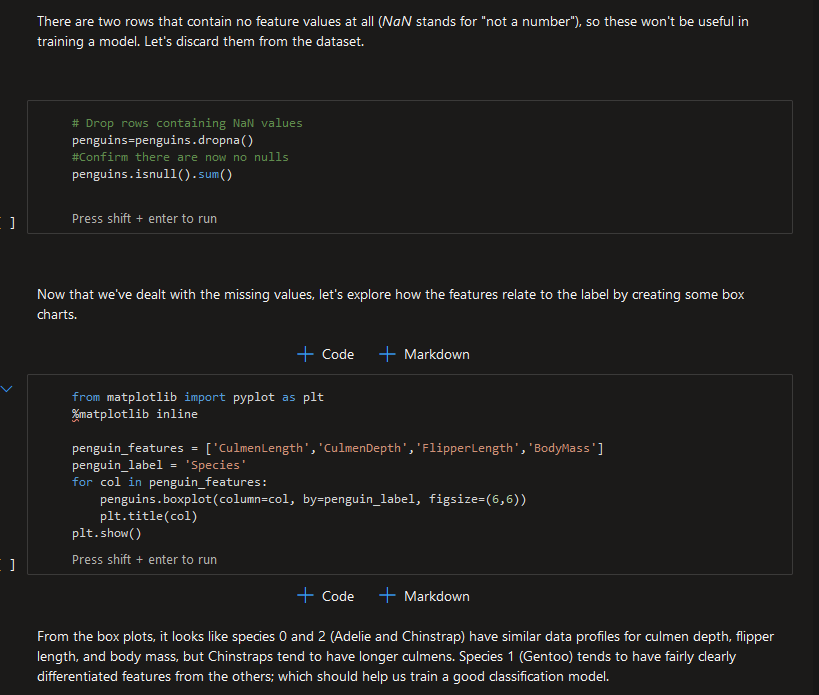 There are two rows that contain no feature values at all (NaN stands for "not a number"), so these won't be useful in
training a model. Let's discard them from the dataset.
# Drop rows containing NaN values
penguins=penguins.dropna()
#Confirm there are now no nulls
penguins.isnull().sum()
Press shift + enter to run
[ ]
Now that we've dealt with the missing values, let's explore how the features relate to the label by creating some box
charts.
+ Code + Markdown
from matplotlib import pyplot as plt
%matplotlib inline
penguin_features = ['CulmenLength','CulmenDepth','FlipperLength','BodyMass']
penguin_label = 'Species'
for col in penguin_features:
    penguins.boxplot(column=col, by=penguin_label, figsize=(6,6))
    plt.title(col)
plt.show()
Press shift + enter to run
[ ]
+ Code + Markdown
From the box plots, it looks like species 0 and 2 (Adelie and Chinstrap) have similar data profiles for culmen depth, flipper
length, and body mass, but Chinstraps tend to have longer culmens. Species 1 (Gentoo) tends to have fairly clearly
differentiated features from the others; which should help us train a good classification model.